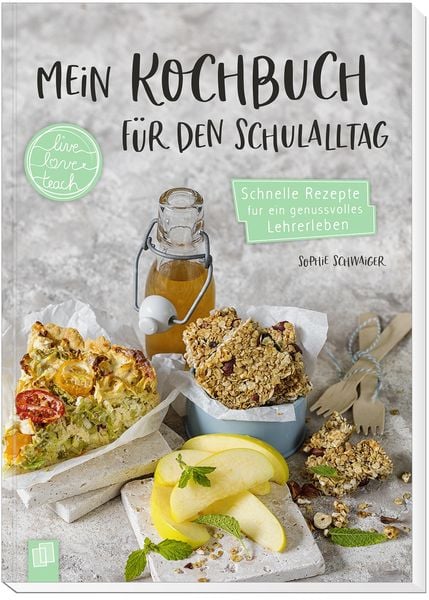 MEIN KOCHBUCH
FÜR DEN SCHULALLTAG
live
love
teach
Schnelle Rezepte
für ein genussvolles
Lehrerleben
SOPHIE SCHWAIGER